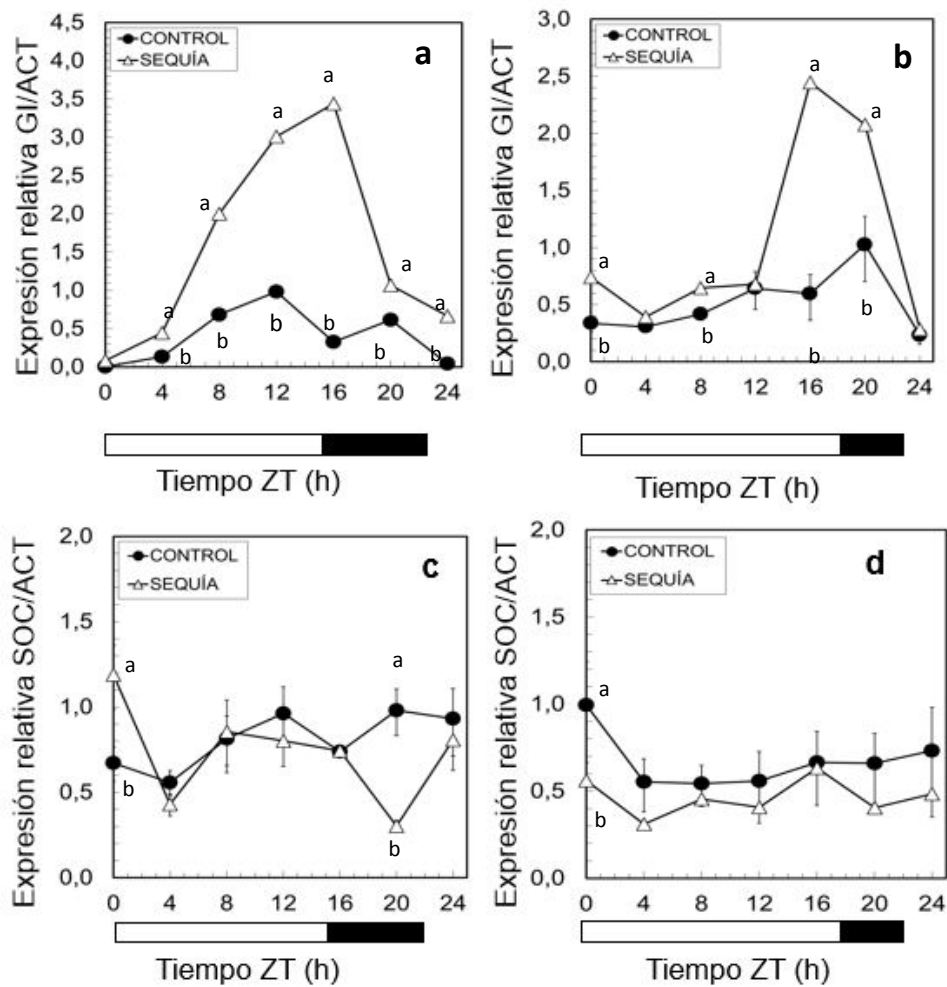 Expresión relativa GI/ACT
4,5
4,0
3,5
3,0
2,5
2,0
1,5
1,0
0,5
0,0
CONTROL
SEQUÍA
a
a
a
a
a
a
a
b
b
b
b
b
b
0 4 8 12 16 20 24
Tiempo ZT (h)
Expresión relativa GI/ACT
3,0
2,5
2,0
1,5
1,0
0,5
0,0
CONTROL
SEQUÍA
b
a
a
a
a
b
b
b
b
0 4 8 12 16 20 24
Tiempo ZT (h)
Expresión relativa SOC/ACT
2,0
1,5
1,0
0,5
0,0
CONTROL
SEQUÍA
c
a
a
b
b
0 4 8 12 16 20 24
Tiempo ZT (h)
Expresión relativa SOC/ACT
2,0
1,5
1,0
0,5
0,0
CONTROL
SEQUÍA
d
a
b
0 4 8 12 16 20 24
Tiempo ZT (h)